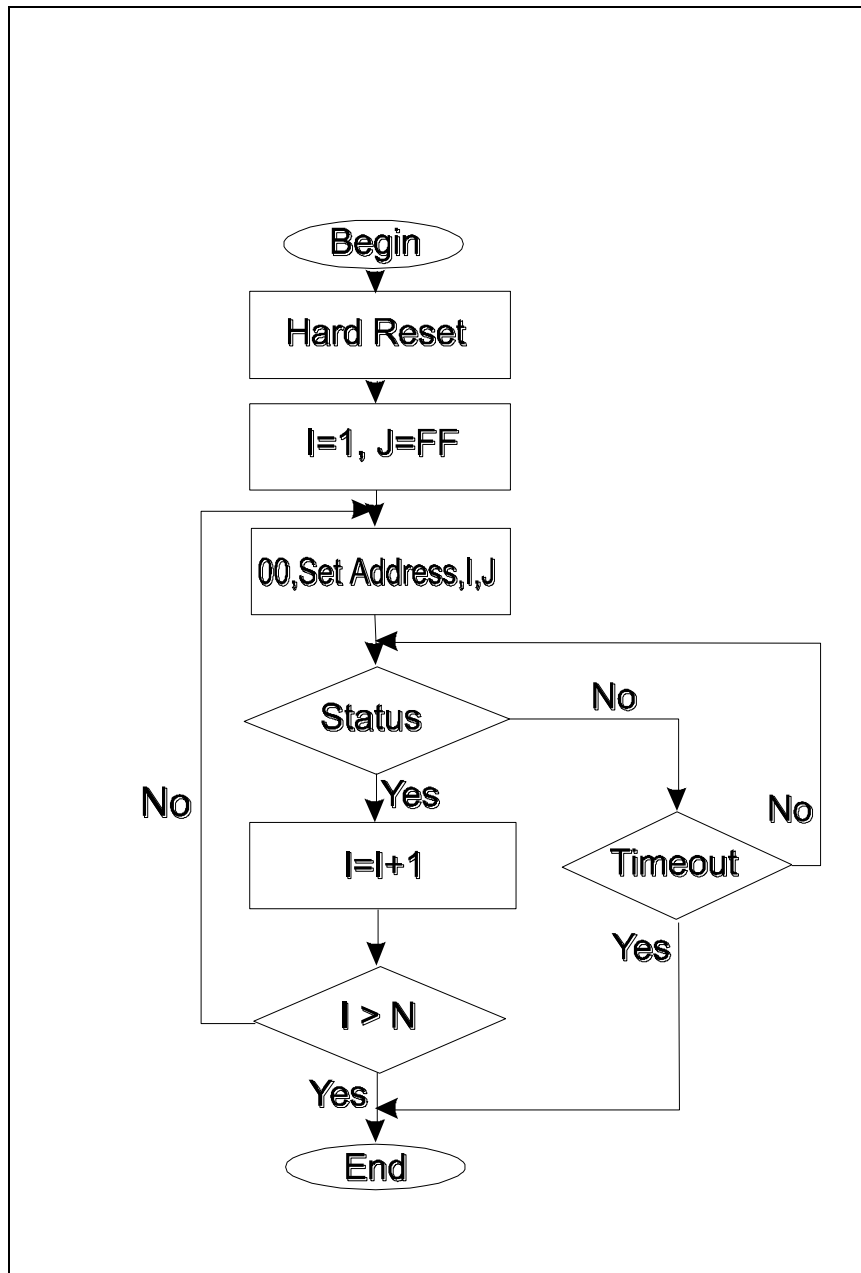 Begin
Hard Reset
I=1, J=FF
00,Set Address,I,J
Status
No
Yes
No
No
I=I+1
Timeout
Yes
I > N
Yes
End